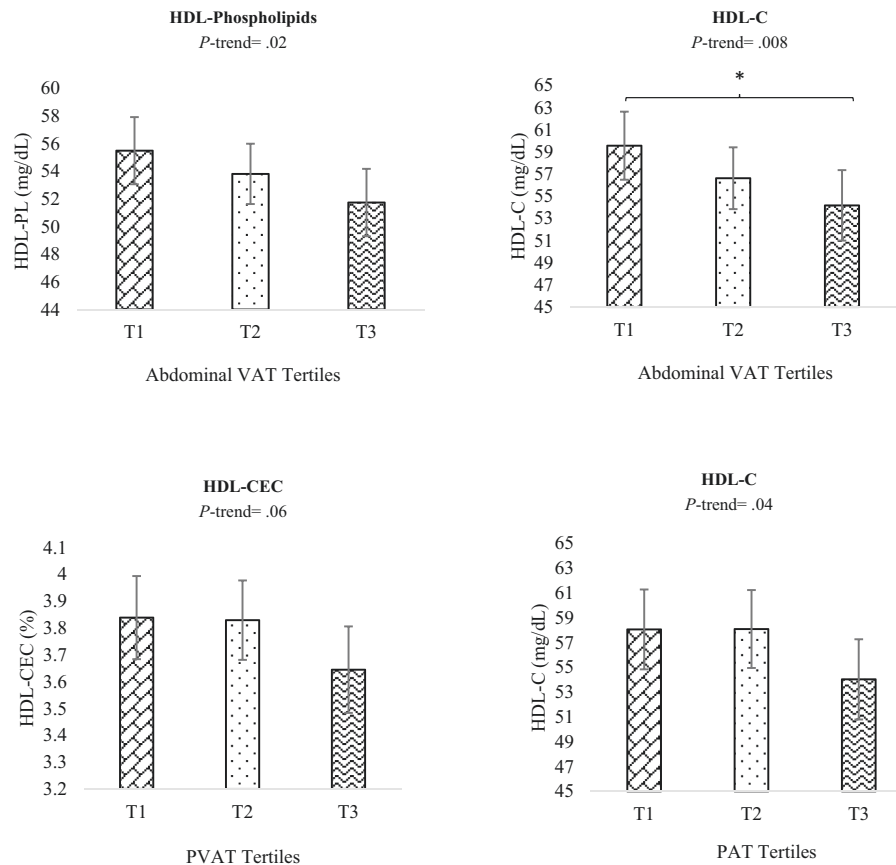 HDL-Phospholipids
P-trend= .02
60
58
56
54
52
50
48
46
44
HDL-PL (mg/dL)
T1 T2 T3
Abdominal VAT Tertiles
HDL-C
P-trend= .008
*
65
63
61
59
57
55
53
51
49
47
45
HDL-C (mg/dL)
T1 T2 T3
Abdominal VAT Tertiles
HDL-CEC
P-trend= .06
4.1
4
3.9
3.8
3.7
3.6
3.5
3.4
3.3
3.2
HDL-CEC (%)
T1 T2 T3
PVAT Tertiles
HDL-C
P-trend= .04
65
63
61
59
57
55
53
51
49
47
45
HDL-C (mg/dL)
T1 T2 T3
PAT Tertiles